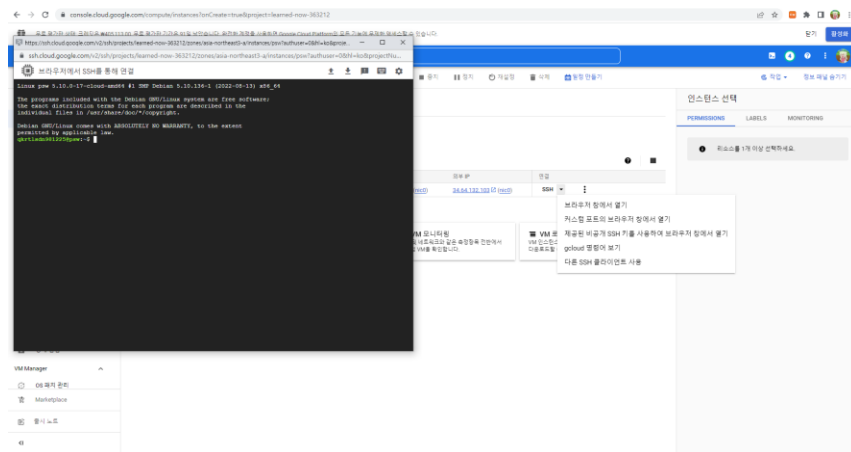 console.cloud.google.com/compute/instances?onCreate=true&project=learned-now-363212
닫기
https://ssh.cloud.google.com/v2/ssh/projects/learned-now-363212/zones/asia-northeast3-a/instances/psw?authuser=0&hl=ko&proje...
ssh.cloud.google.com/v2/ssh/projects/learned-now-363212/zones/asia-northeast3-a/instances/psw?authuser=0&hl=ko&projectNu...
브라우저에서 SSH를 통해 연결
Linux psw 5.10.0-17-cloud-amd64 #1 SMP Debian 5.10.136-1 (2022-08-13) x86_64
The programs included with the Debian GNU/Linux system are free software;
the exact distribution terms for each program are described in the
individual files in /usr/share/doc/*/copyright.
Debian GNU/Linux comes with ABSOLUTELY NO WARRANTY, to the extent
permitted by applicable law.
중지
정지
재설정
삭제
일정 만들기
작업
정보 패널 숨기기
인스턴스 선택
PERMISSIONS
LABELS
MONITORING
리소스를 1개 이상 선택하세요.
외부 IP
연결
(nic0)
34.64.132.103 (nic0)
SSH
브라우저 창에서 열기
커스텀 포트의 브라우저 창에서 열기
제공된 비공개 SSH 키를 사용하여 브라우저 창에서 열기
gcloud 명령어 보기
다른 SSH 클라이언트 사용
VM 모니터링
VM을 확인합니다.
VM Manager
OS 패치 관리
Marketplace
출시 노트